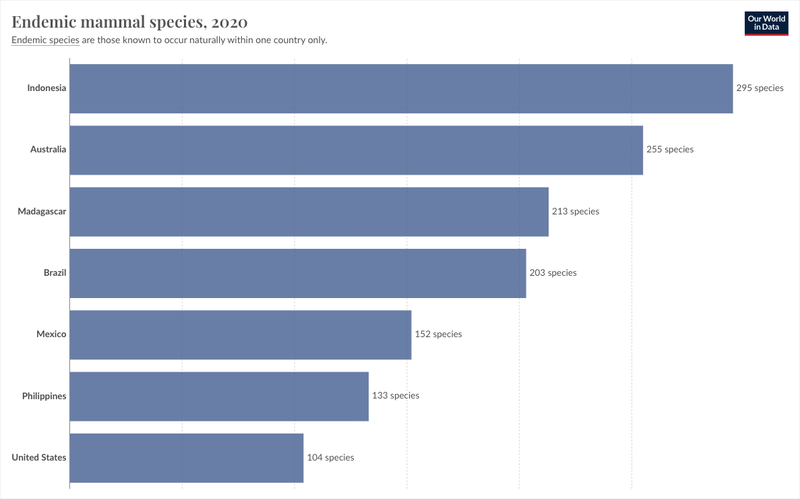 Endemic mammal species, 2020
Our World
in Data
Endemic species are those known to occur naturally within one country only.
Indonesia 295 species
Australia 255 species
Madagascar 213 species
Brazil 203 species
Mexico 152 species
Philippines 133 species
United States 104 species